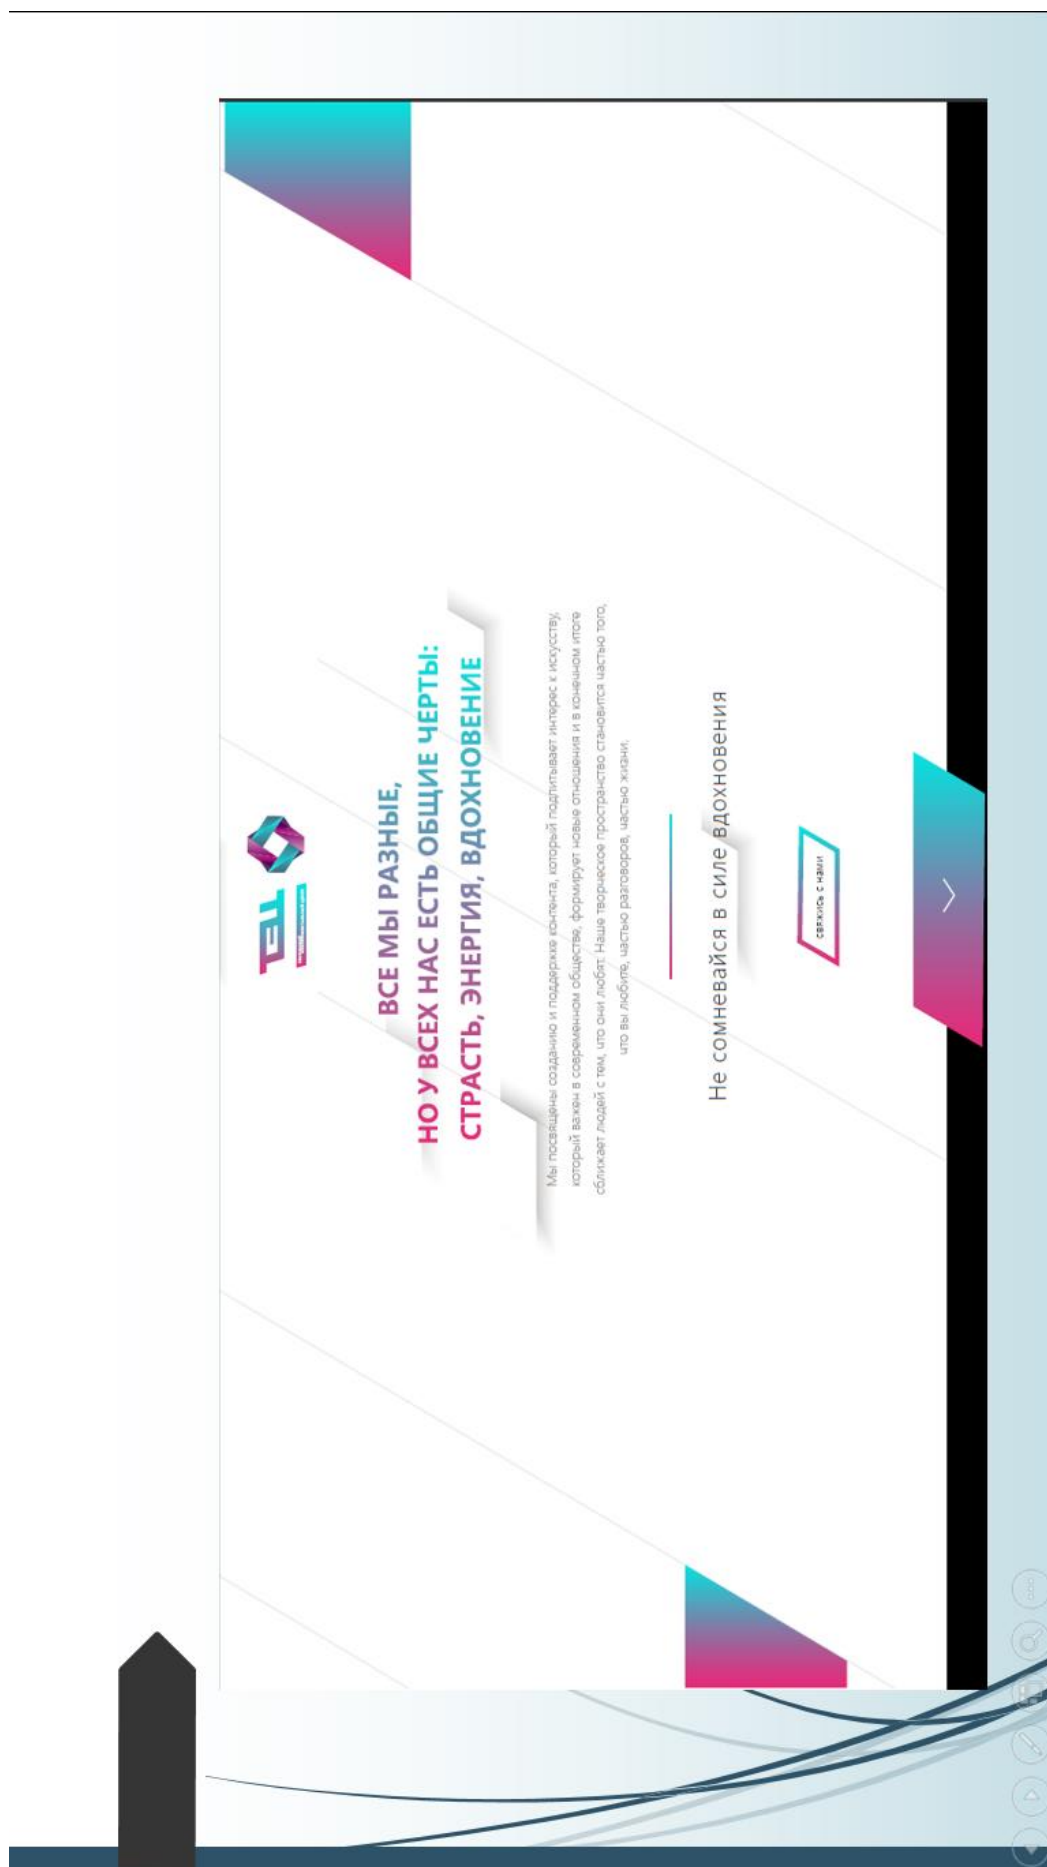 ТЕЦ
ВСЕ МЫ РАЗНЫЕ,
НО У ВСЕХ НАС ЕСТЬ ОБЩИЕ ЧЕРТЫ:
СТРАСТЬ, ЭНЕРГИЯ, ВДОХНОВЕНИЕ
Мы посвящены созданию и поддержке контента, который подпитывает интерес к искусству,
который важен в современном обществе, формирует новые отношения и в конечном итоге
сближает людей с тем, что они любят. Наше творческое пространство становится частью того,
что вы любите, частью разговоров, частью жизни.
Не сомневайся в силе вдохновения
СВЯЖИСЬ С НАМИ